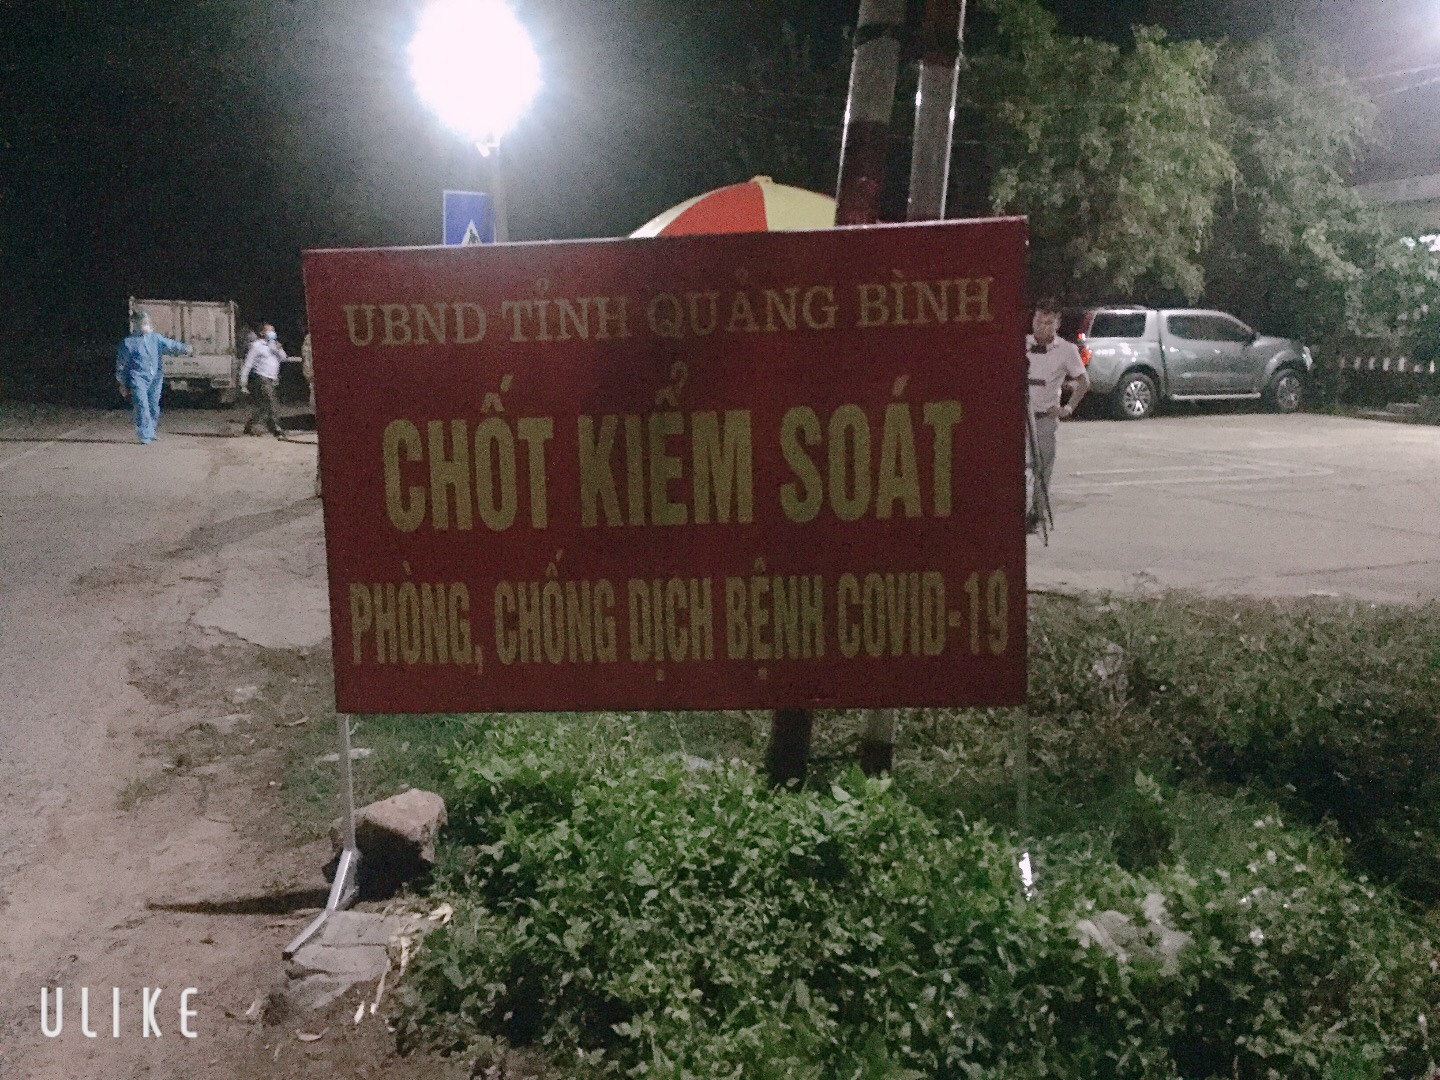 UBND TỈNH QUẢNG BÌNH
CHỐT KIỂM SOÁT
PHÒNG, CHỐNG DỊCH BỆNH COVID-19
ULIKE